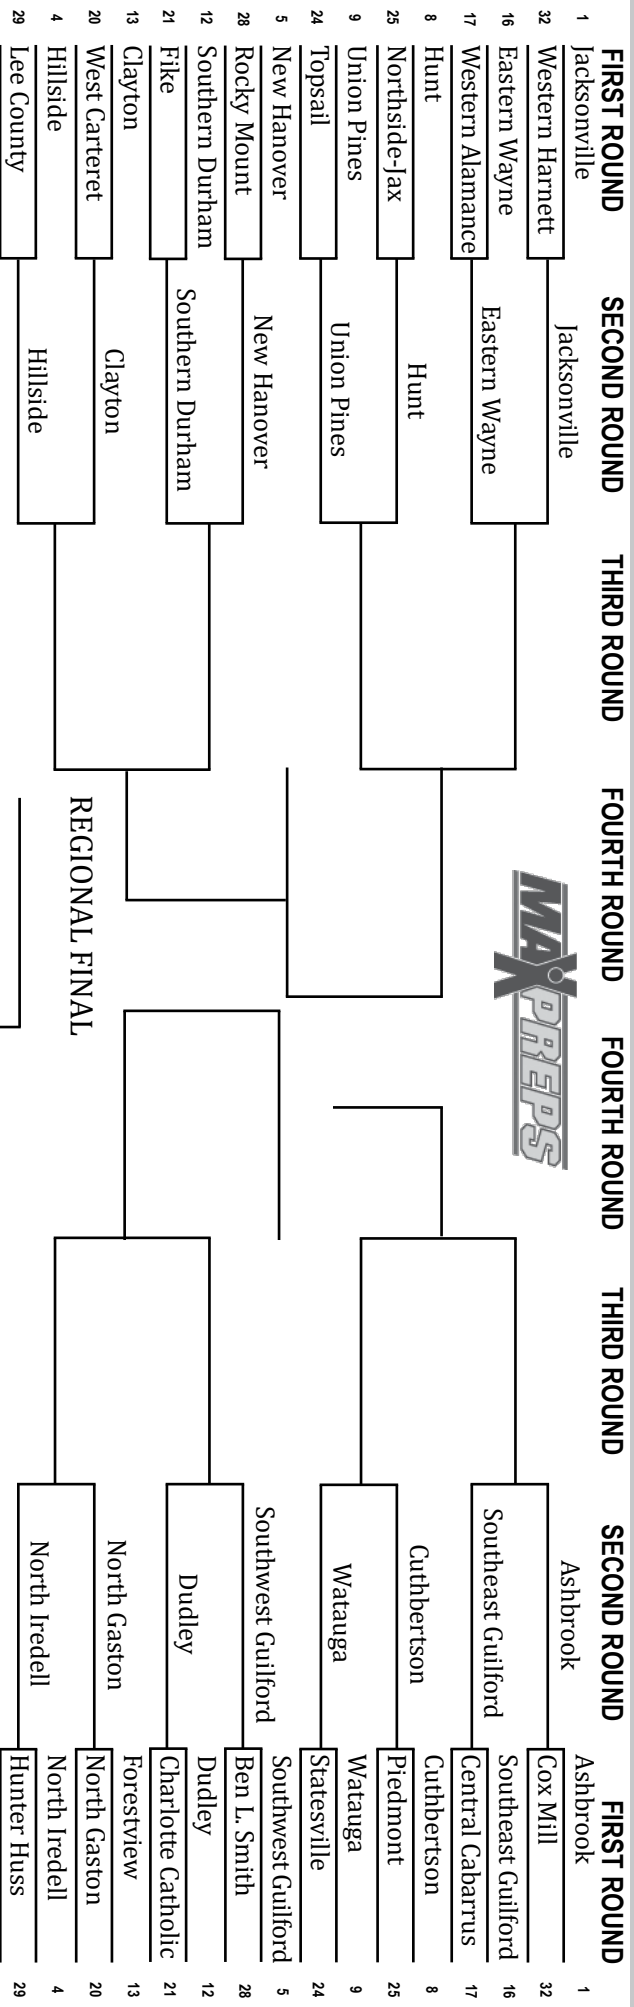 FIRST ROUND SECOND ROUND THIRD ROUND FOURTH ROUND FOURTH ROUND THIRD ROUND SECOND ROUND FIRST ROUND
1 Jacksonville Ashbrook 1
Jacksonville Ashbrook
32 Western Harnett Cox Mill 32
MAXPREPS
16 Eastern Wayne Southeast Guilford 16
Eastern Wayne Southeast Guilford
17 Western Alamance Central Cabarrus 17
8 Hunt Cuthbertson 8
Hunt Cuthbertson
25 Northside-Jax Piedmont 25
9 Union Pines Watauga 9
Union Pines Watauga
24 Topsail Statesville 24
5 New Hanover Southwest Guilford 5
New Hanover Southwest Guilford
28 Rocky Mount Ben L. Smith 28
12 Southern Durham Dudley 12
Southern Durham Dudley
21 Fike Charlotte Catholic 21
13 Clayton Forestview 13
Clayton North Gaston
20 West Carteret North Gaston 20
REGIONAL FINAL
4 Hillside North Iredell 4
Hillside North Iredell
29 Lee County Hunter Huss 29